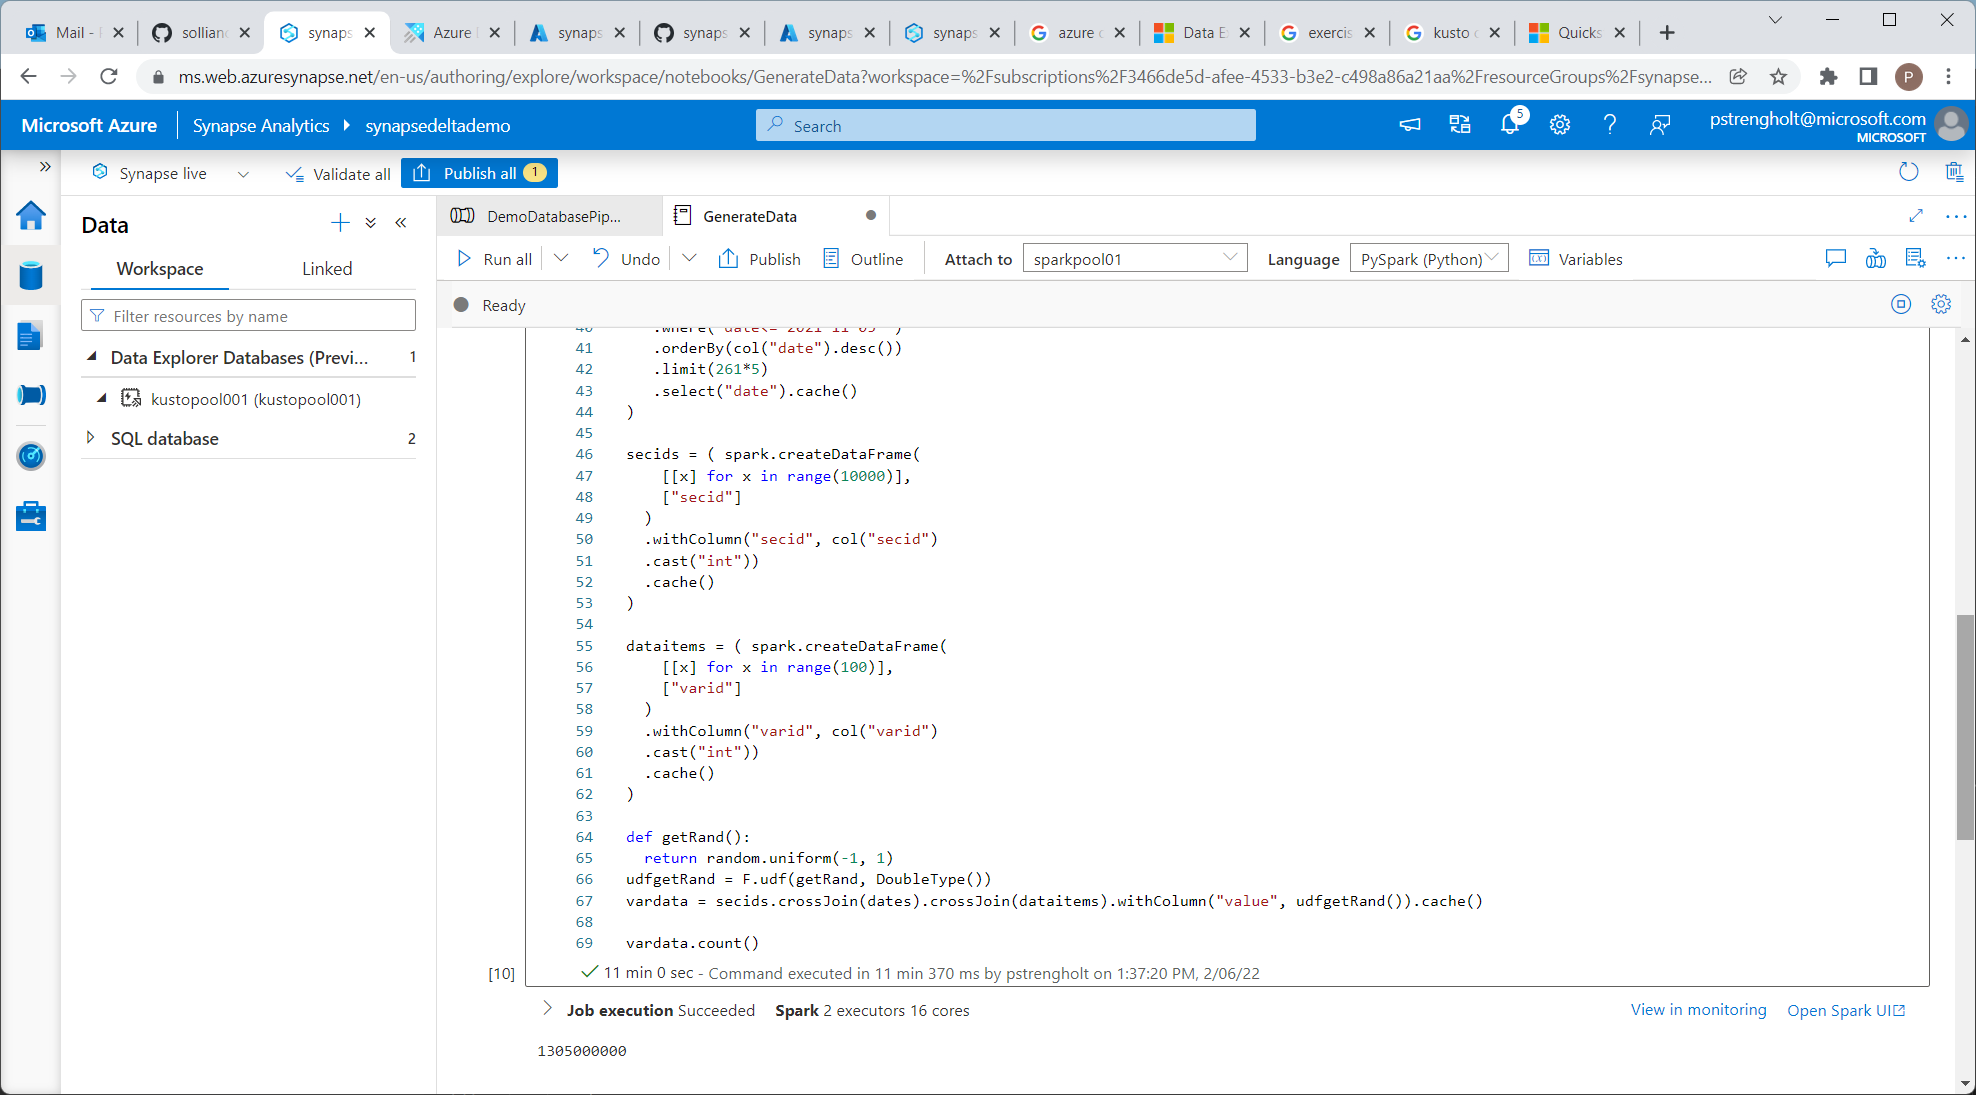 Mail - 
sollian
synaps
Azure
synaps
synaps
synaps
synaps
azure
Data E
exercis
kusto
Quicks
ms.web.azuresynapse.net/en-us/authoring/explore/workspace/notebooks/GenerateData?workspace=%2Fsubscriptions%2F3466de5d-afee-4533-b3e2-c498a86a21aa%2FresourceGroups%2Fsynapse...
P
Microsoft Azure
Synapse Analytics
synapsedeltademo
Search
5
pstrengholt@microsoft.com
MICROSOFT
Synapse live
Validate all
Publish all 1
Data
Workspace
Linked
Filter resources by name
Data Explorer Databases (Previ... 1
kustopool001 (kustopool001)
SQL database 2
DemoDatabasePip...
GenerateData
Run all
Undo
Publish
Outline
Attach to
sparkpool01
Language
PySpark (Python)
Variables
Ready
40 .where("date<='2021-11-05'")
41 .orderBy(col("date").desc())
42 .limit(261*5)
43 .select("date").cache()
44 )
45
46 secids = ( spark.createDataFrame(
47 [[x] for x in range(10000)],
48 ["secid"]
49 )
50 .withColumn("secid", col("secid")
51 .cast("int"))
52 .cache()
53 )
54
55 dataitems = ( spark.createDataFrame(
56 [[x] for x in range(100)],
57 ["varid"]
58 )
59 .withColumn("varid", col("varid")
60 .cast("int"))
61 .cache()
62 )
63
64 def getRand():
65 return random.uniform(-1, 1)
66 udfgetRand = F.udf(getRand, DoubleType())
67 vardata = secids.crossJoin(dates).crossJoin(dataitems).withColumn("value", udfgetRand()).cache()
68
69 vardata.count()
[10] 11 min 0 sec - Command executed in 11 min 370 ms by pstrengholt on 1:37:20 PM, 2/06/22
Job execution Succeeded Spark 2 executors 16 cores
View in monitoring
Open Spark UI
1305000000